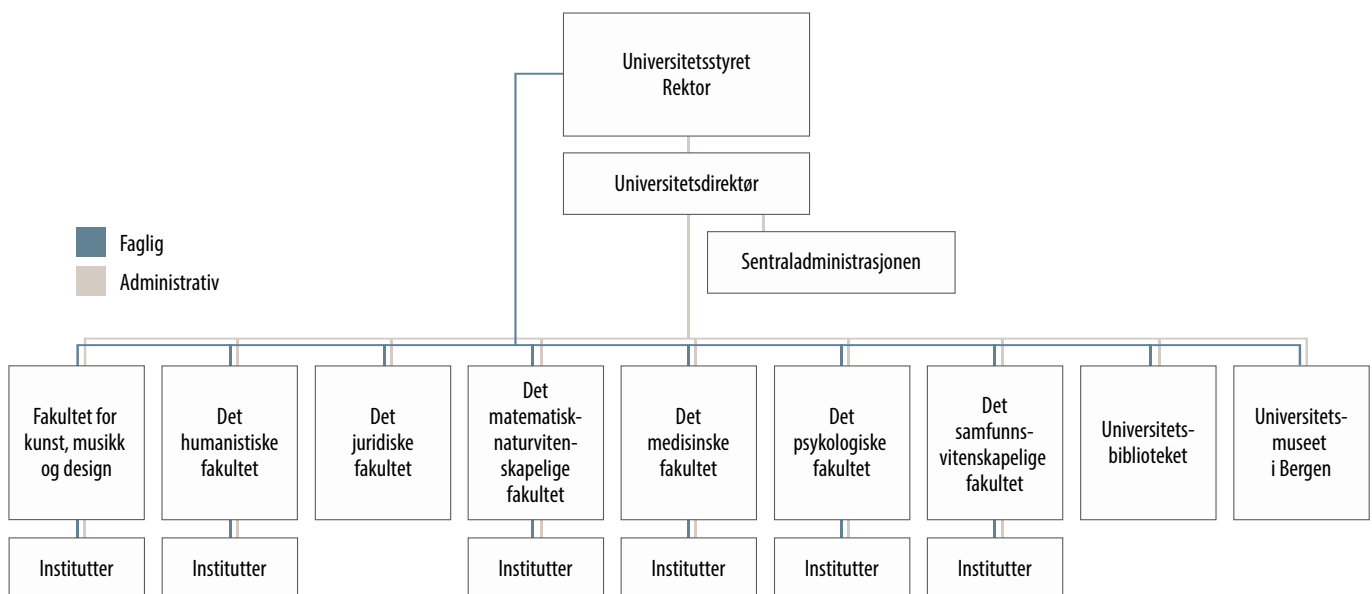 Universitetsstyret
Rektor
Universitetsdirektør
Sentraladministrasjonen
Faglig
Administrativ
Fakultet for
kunst, musikk
og design
Det
humanistiske
fakultet
Det
juridiske
fakultet
Det
matematisk-
naturviten-
skapelige
fakultet
Det
medisinske
fakultet
Det
psykologiske
fakultet
Det
samfunns-
vitenskapelige
fakultet
Universitets-
biblioteket
Universitets-
museet
i Bergen
Institutter
Institutter
Institutter
Institutter
Institutter
Institutter